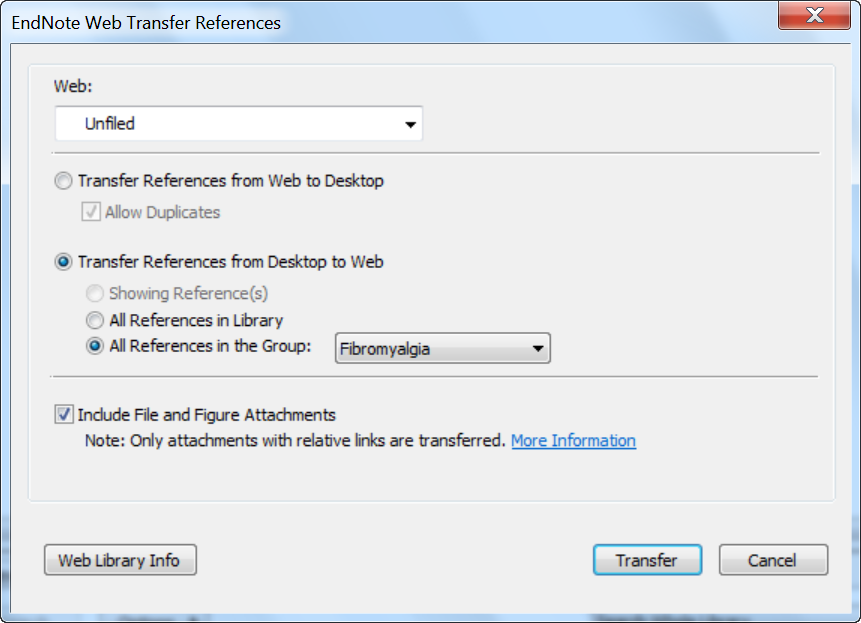 EndNote Web Transfer References
Web:
Unfiled
Transfer References from Web to Desktop
Allow Duplicates
Transfer References from Desktop to Web
Showing Reference(s)
All References in Library
All References in the Group: Fibromyalgia
Include File and Figure Attachments
Note: Only attachments with relative links are transferred. More Information
Web Library Info Transfer Cancel